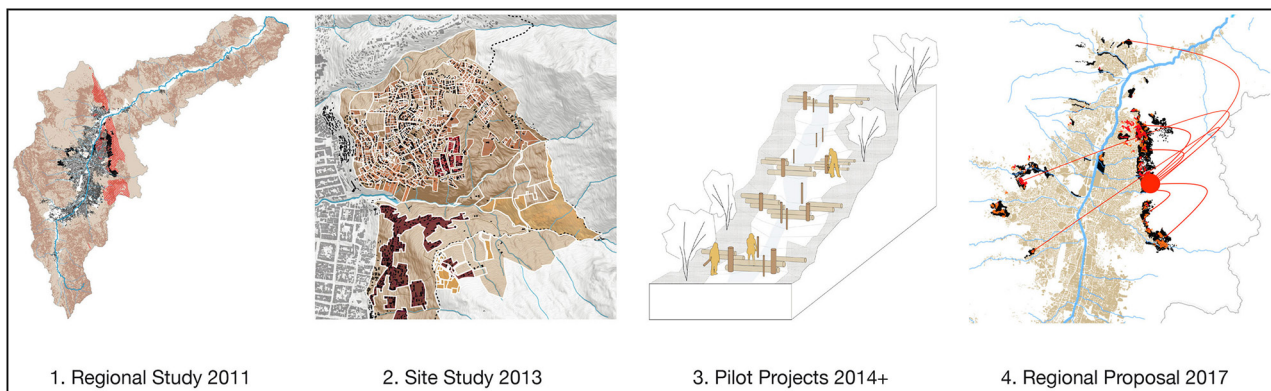 1. Regional Study 2011
2. Site Study 2013
3. Pilot Projects 2014+
4. Regional Proposal 2017